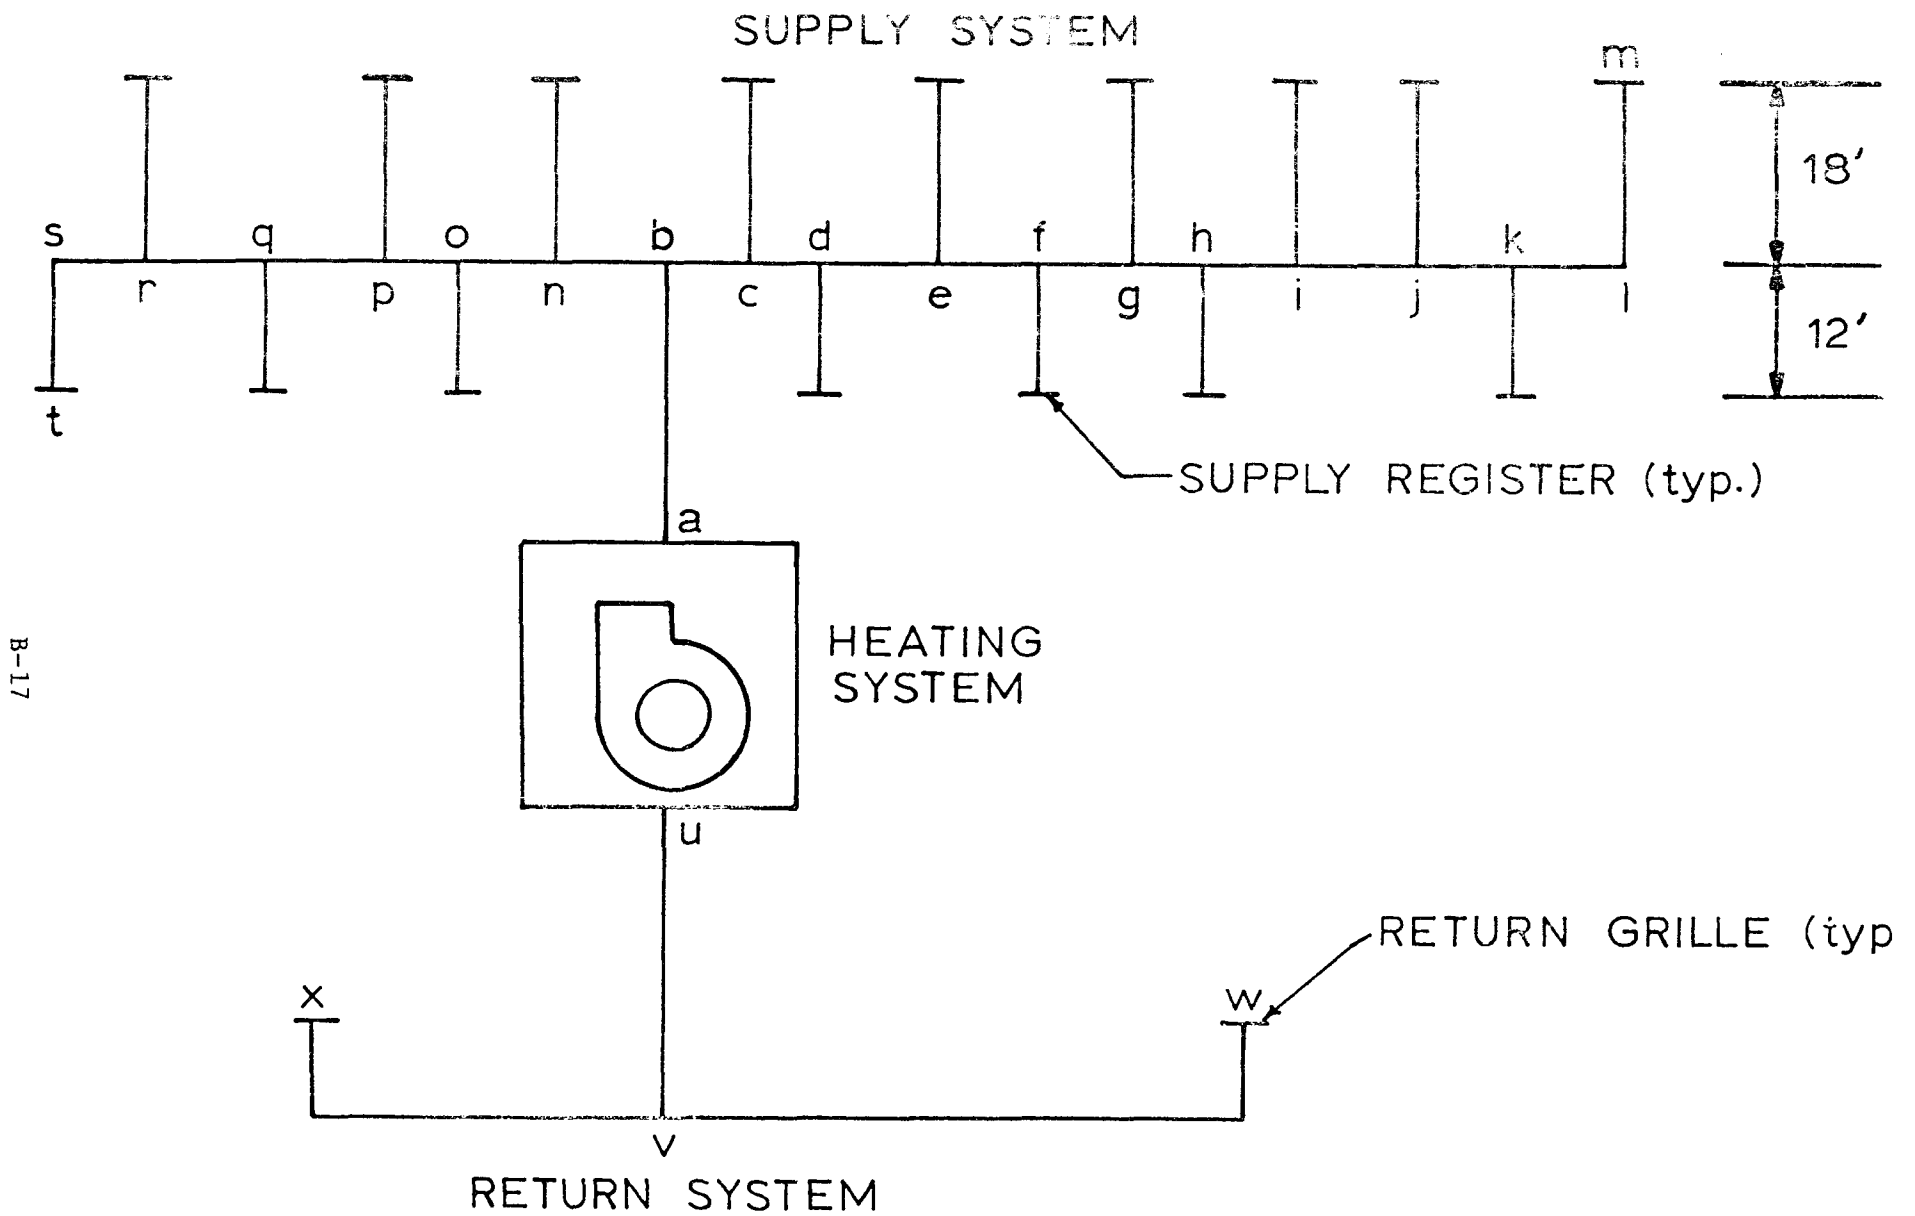 SUPPLY SYSTEM
m
18'
s q o b d f h k
r p n c e g i j l
12'
t
SUPPLY REGISTER (typ.)
a
HEATING
SYSTEM
B-17
u
RETURN GRILLE (typ
x w
v
RETURN SYSTEM